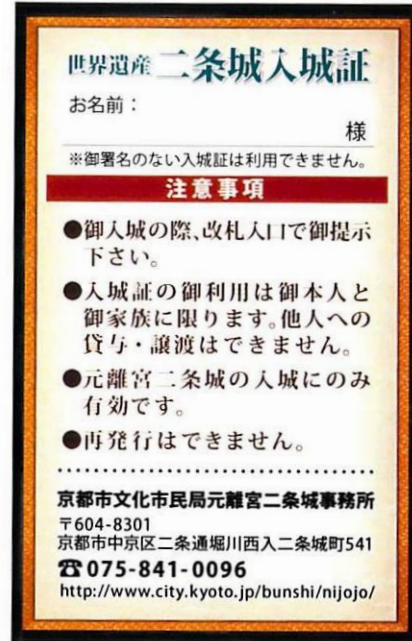 世界遺産 二条城入城証
お名前：
様
※御署名のない入城証は利用できません。
注意事項
●御入城の際、改札入口で御提示
下さい。
●入城証の御利用は御本人と
御家族に限ります。他人への
貸与・譲渡はできません。
●元離宮二条城の入城にのみ
有効です。
●再発行はできません。
京都市文化市民局元離宮二条城事務所
〒604-8301
京都市中京区二条通堀川西入二条城町541
☎075-841-0096
http://www.city.kyoto.jp/bunshi/nijojo/